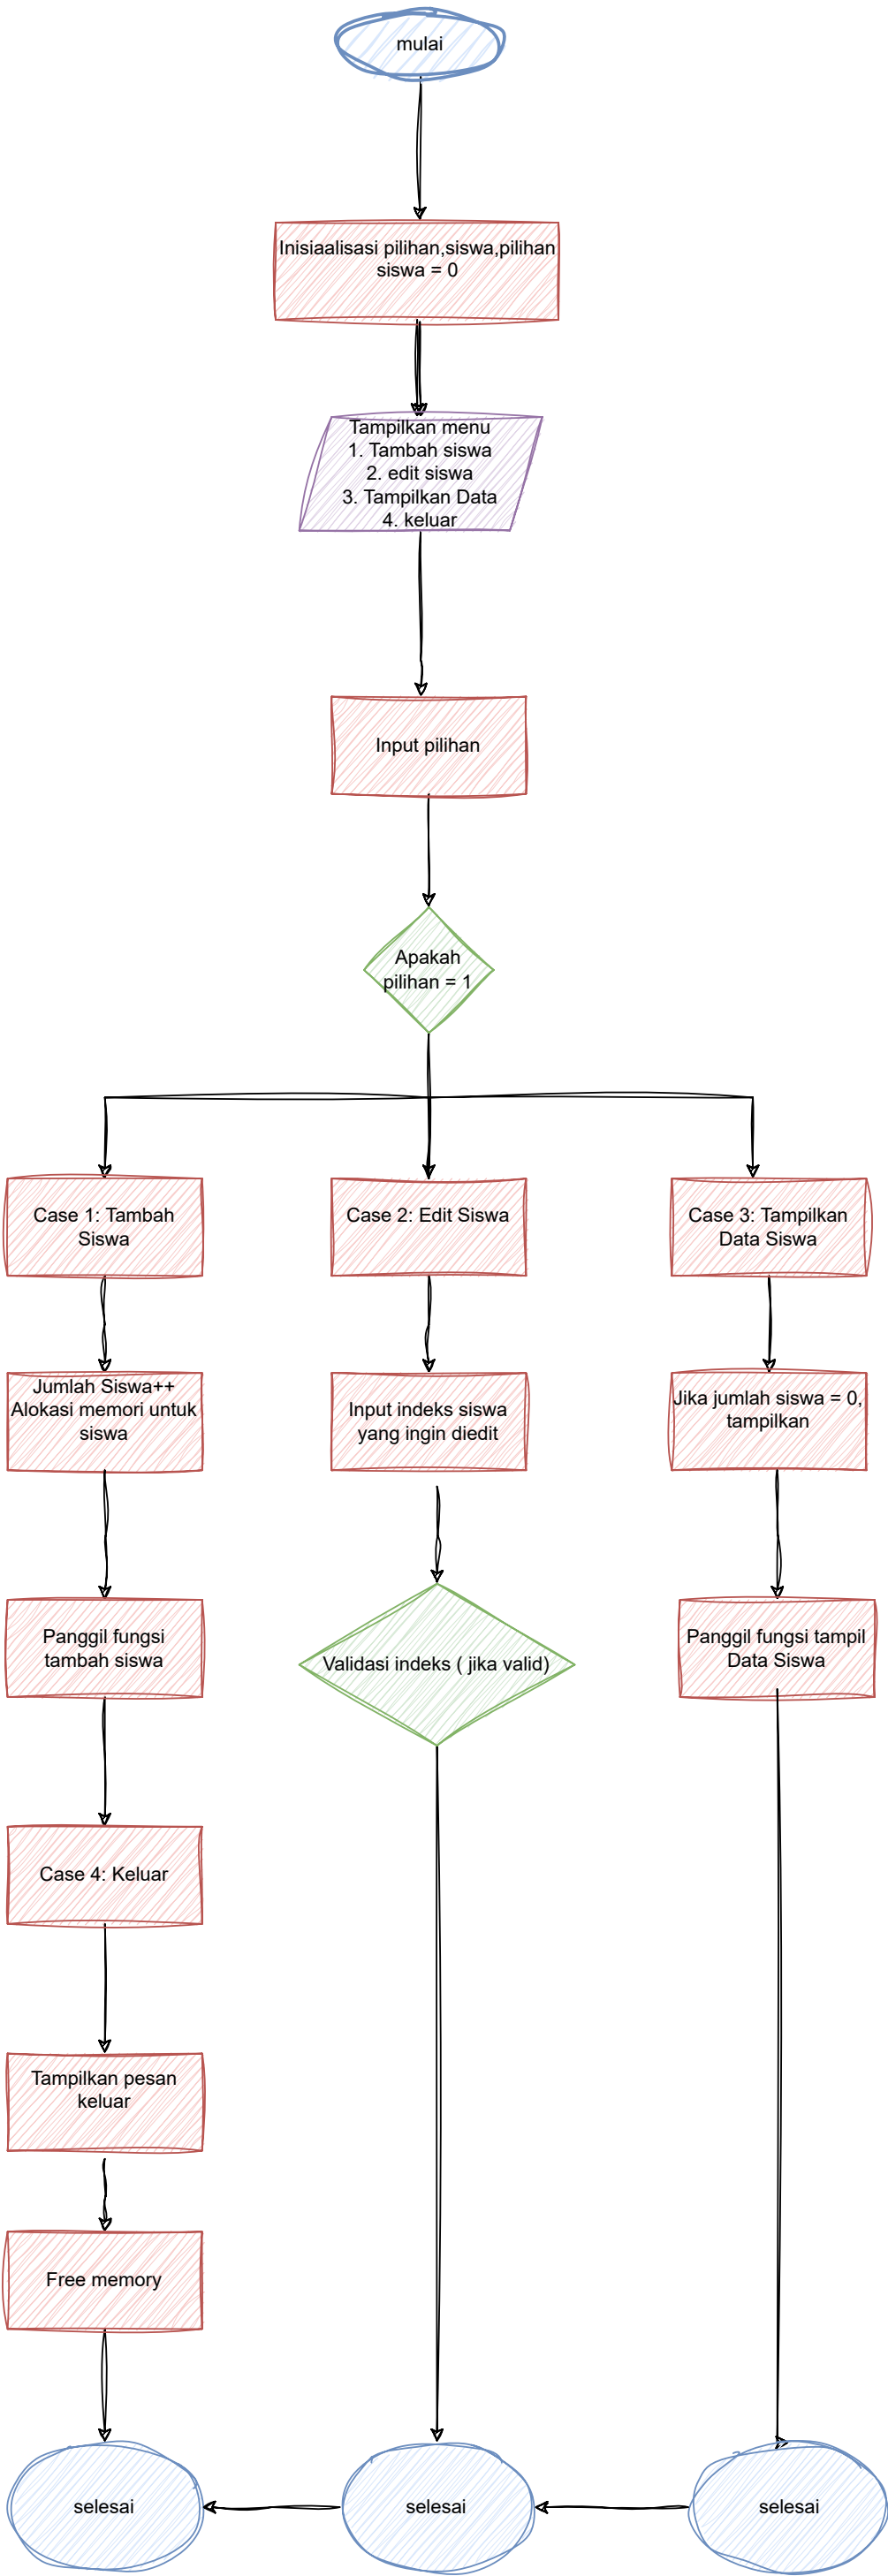 mulai
Inisiaalisasi pilihan,siswa,pilihan
siswa = 0
Tampilkan menu
1. Tambah siswa
2. edit siswa
3. Tampilkan Data
4. keluar
Input pilihan
Apakah
pilihan = 1
Case 1: Tambah
Siswa
Case 2: Edit Siswa
Case 3: Tampilkan
Data Siswa
Jumlah Siswa++
Alokasi memori untuk
siswa
Input indeks siswa
yang ingin diedit
Jika jumlah siswa = 0,
tampilkan
Panggil fungsi
tambah siswa
Validasi indeks ( jika valid)
Panggil fungsi tampil
Data Siswa
Case 4: Keluar
Tampilkan pesan
keluar
Free memory
selesai
selesai
selesai